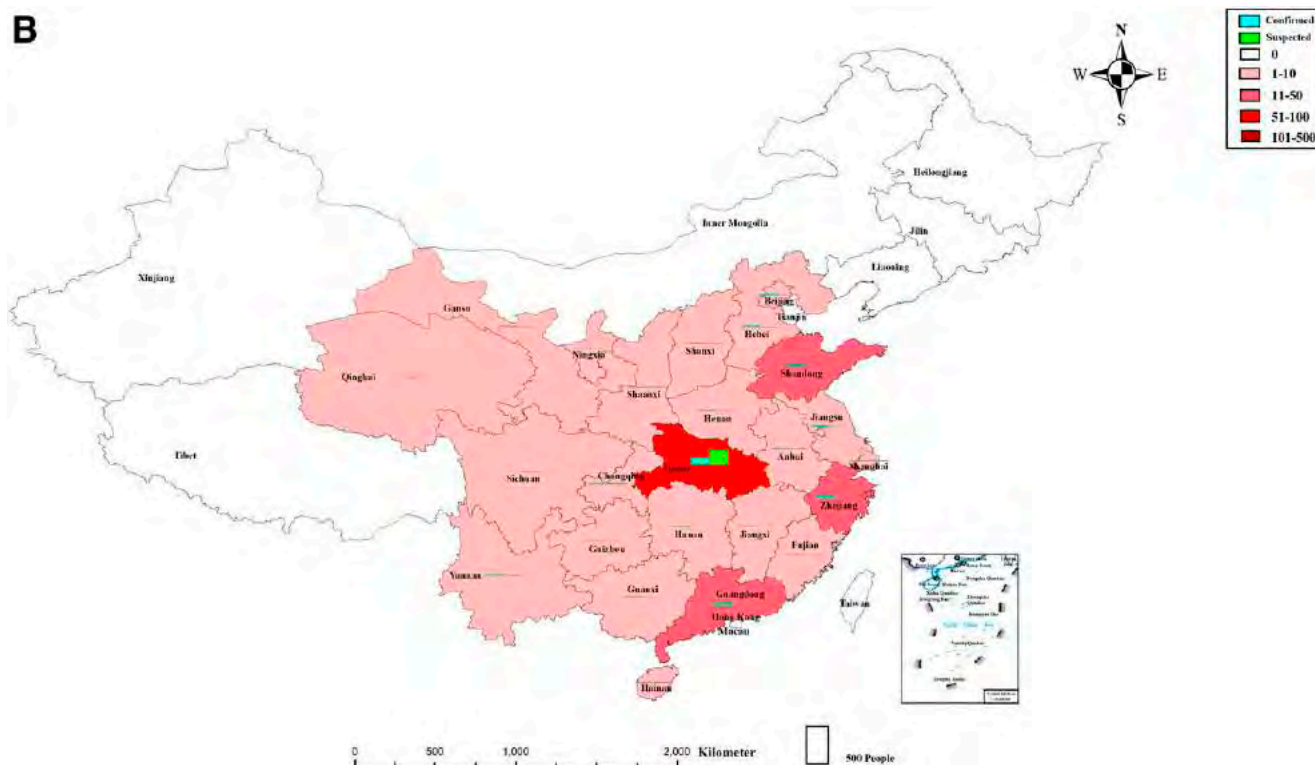 B
Confirmed
Suspected
0
1-10
11-50
51-100
101-500
N
W E
S
Heilongjiang
Inner Mongolia
Jilin
Liaoning
Xinjiang
Gansu
Beijing
Tianjin
Hebei
Ningxia
Shanxi
Qinghai
Shandong
Shaanxi
Henan
Jiangsu
Tibet
Anhui
Shanghai
Sichuan
Chongqing
Zhejiang
Hunan
Jiangxi
Fujian
Guizhou
Yunnan
Guanxi
Guangdong
Taiwan
Hong Kong
Macau
Hainan
0 500 1,000 2,000 Kilometer
500 People